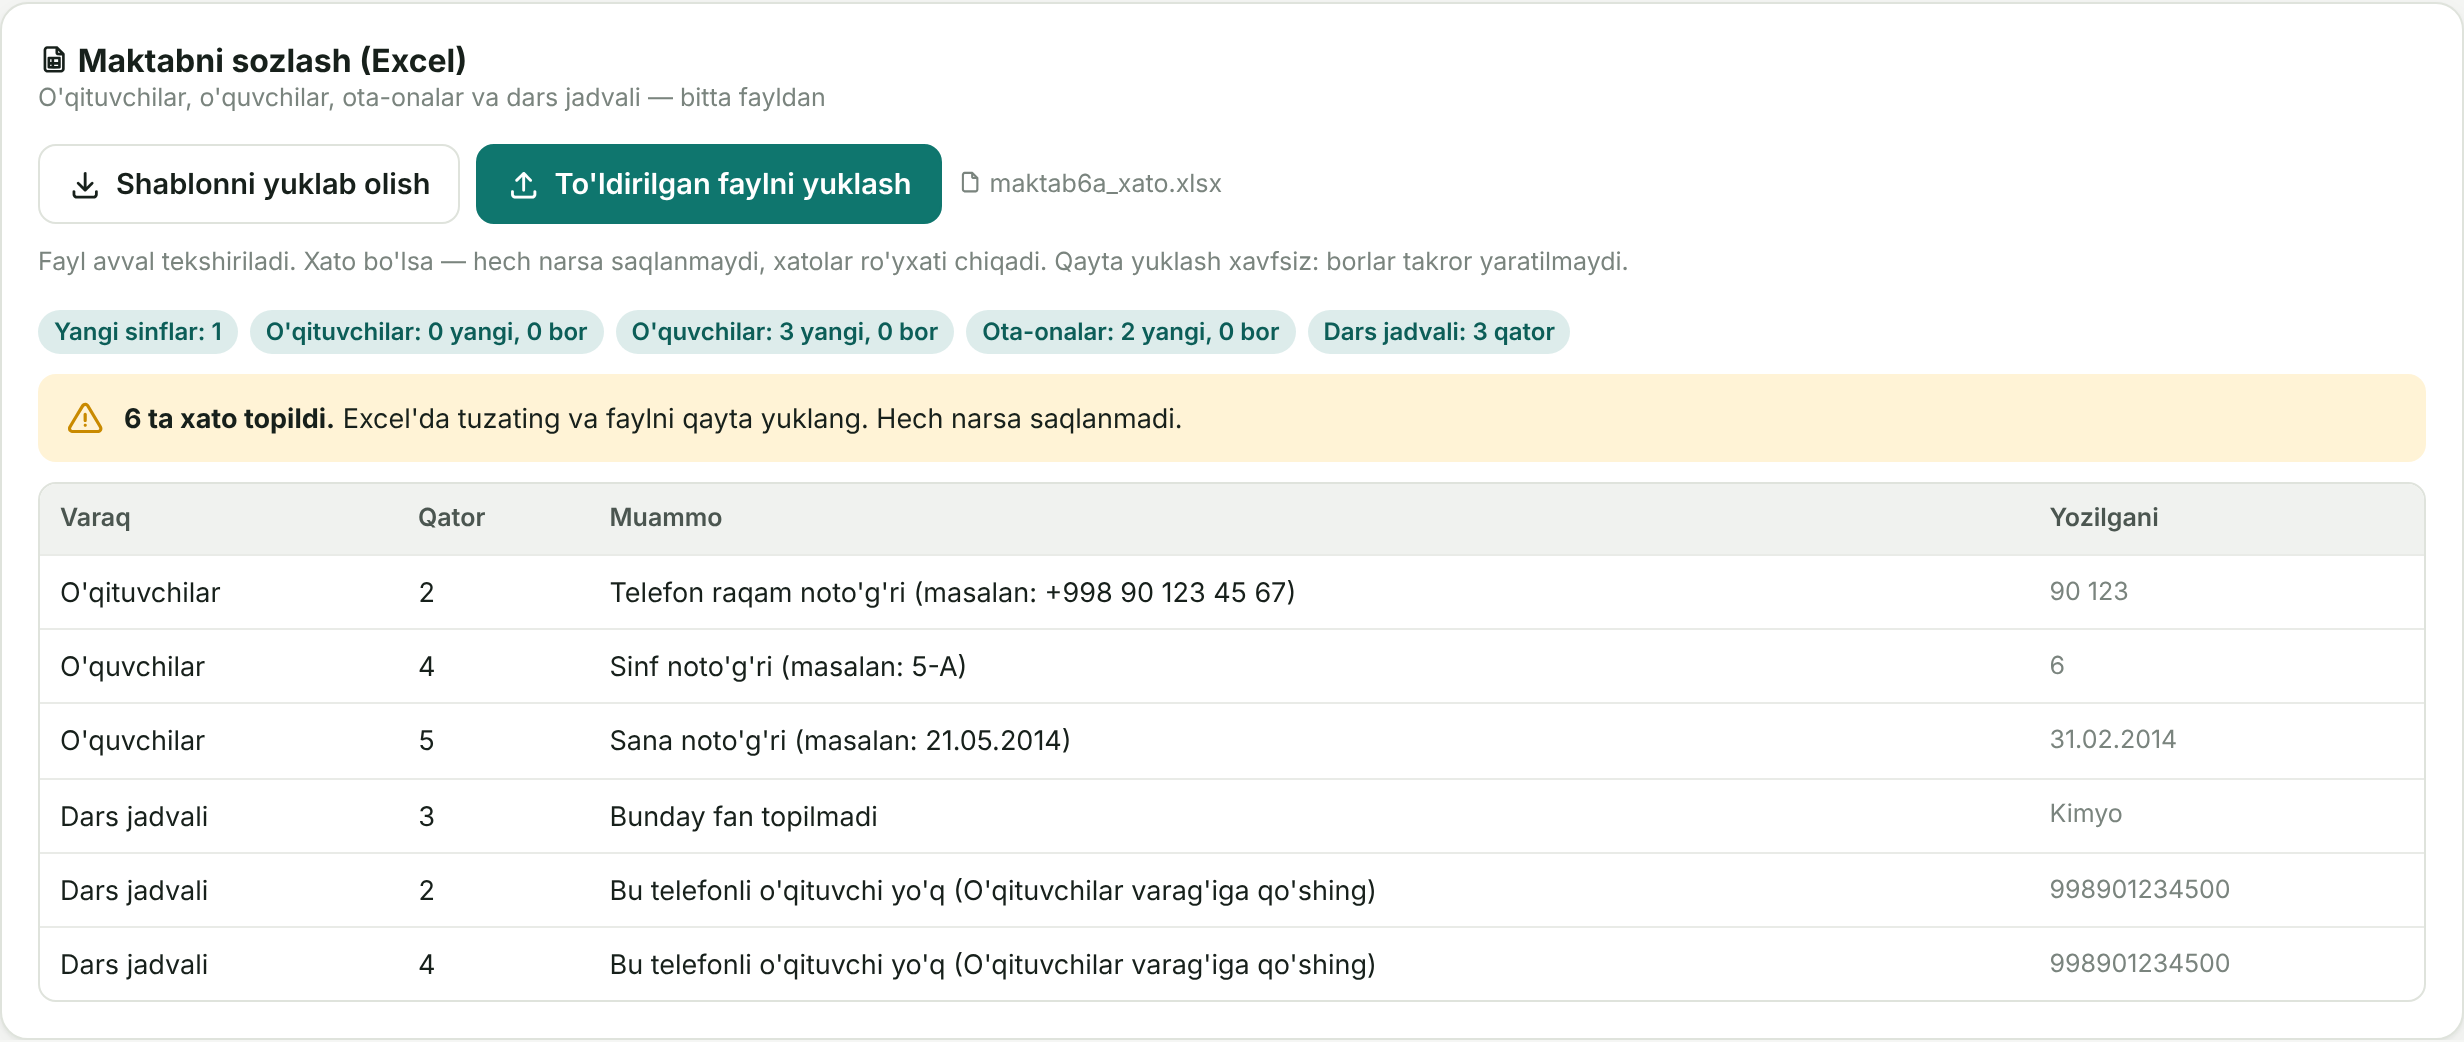 Maktabni sozlash (Excel)
O'qituvchilar, o'quvchilar, ota-onalar va dars jadvali — bitta fayldan
Shablonni yuklab olish
To'ldirilgan faylni yuklash
maktab6a_xato.xlsx
Fayl avval tekshiriladi. Xato bo'lsa — hech narsa saqlanmaydi, xatolar ro'yxati chiqadi. Qayta yuklash xavfsiz: borlar takror yaratilmaydi.
Yangi sinflar: 1
O'qituvchilar: 0 yangi, 0 bor
O'quvchilar: 3 yangi, 0 bor
Ota-onalar: 2 yangi, 0 bor
Dars jadvali: 3 qator
6 ta xato topildi. Excel'da tuzating va faylni qayta yuklang. Hech narsa saqlanmadi.
Varaq Qator Muammo Yozilgani
O'qituvchilar 2 Telefon raqam noto'g'ri (masalan: +998 90 123 45 67) 90 123
O'quvchilar 4 Sinf noto'g'ri (masalan: 5-A) 6
O'quvchilar 5 Sana noto'g'ri (masalan: 21.05.2014) 31.02.2014
Dars jadvali 3 Bunday fan topilmadi Kimyo
Dars jadvali 2 Bu telefonli o'qituvchi yo'q (O'qituvchilar varag'iga qo'shing) 998901234500
Dars jadvali 4 Bu telefonli o'qituvchi yo'q (O'qituvchilar varag'iga qo'shing) 998901234500